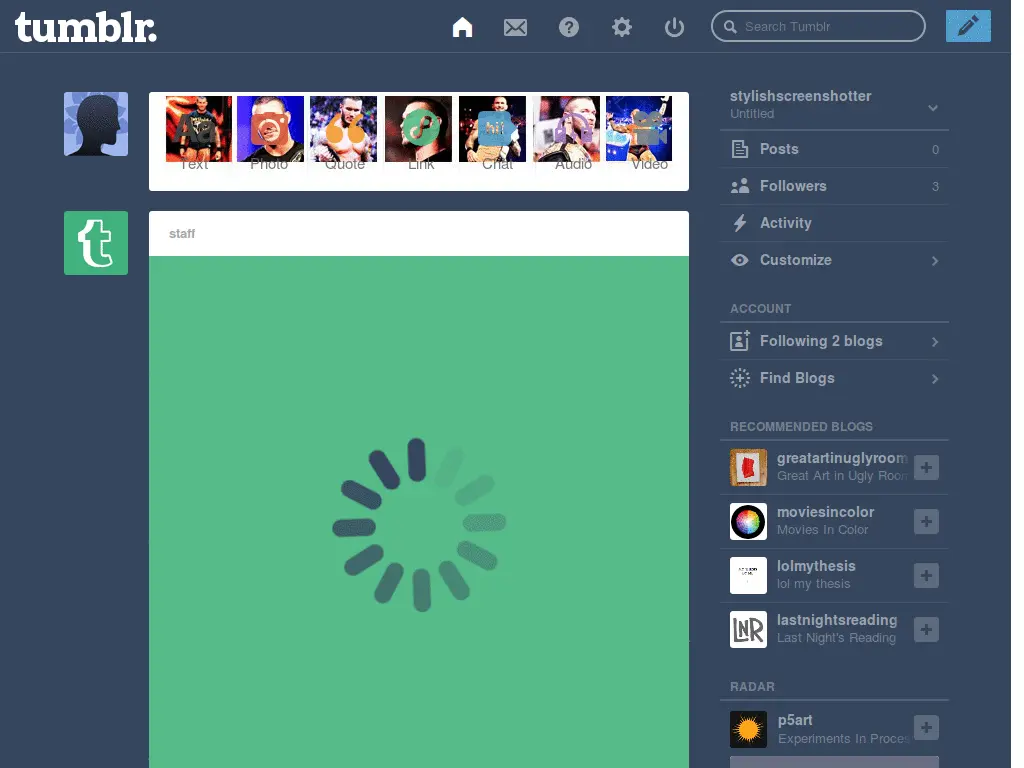 tumblr.
Search Tumblr
Text Photo Quote Link Chat Audio Video
staff
stylishscreenshotter
Untitled
Posts 0
Followers 3
Activity
Customize
ACCOUNT
Following 2 blogs
Find Blogs
RECOMMENDED BLOGS
greatartinuglyroom
Great Art in Ugly Room
moviesincolor
Movies In Color
lolmythesis
lol my thesis
LNR
lastnightsreading
Last Night's Reading
RADAR
p5art
Experiments In Proces